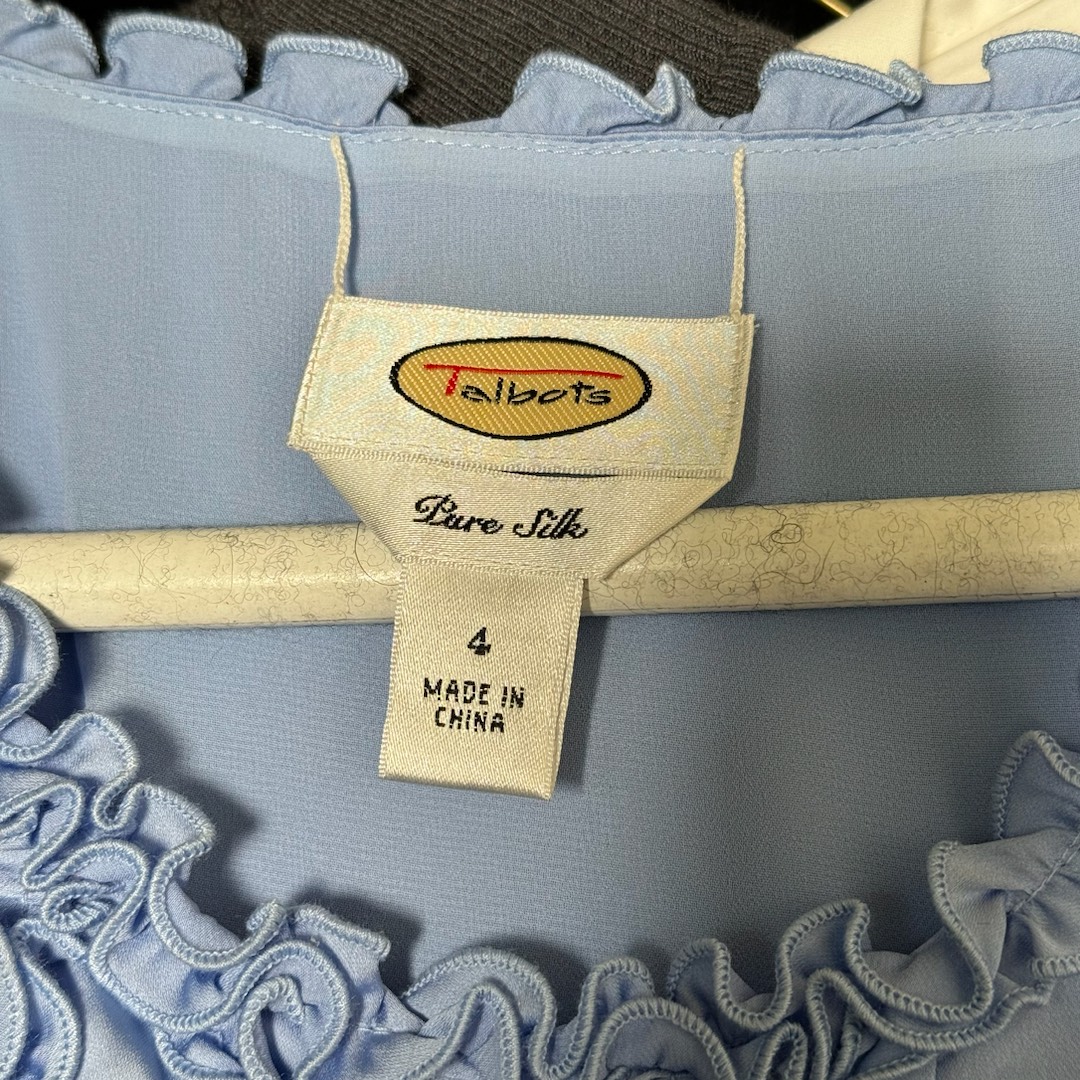 Talbots
Pure Silk
4
MADE IN
CHINA